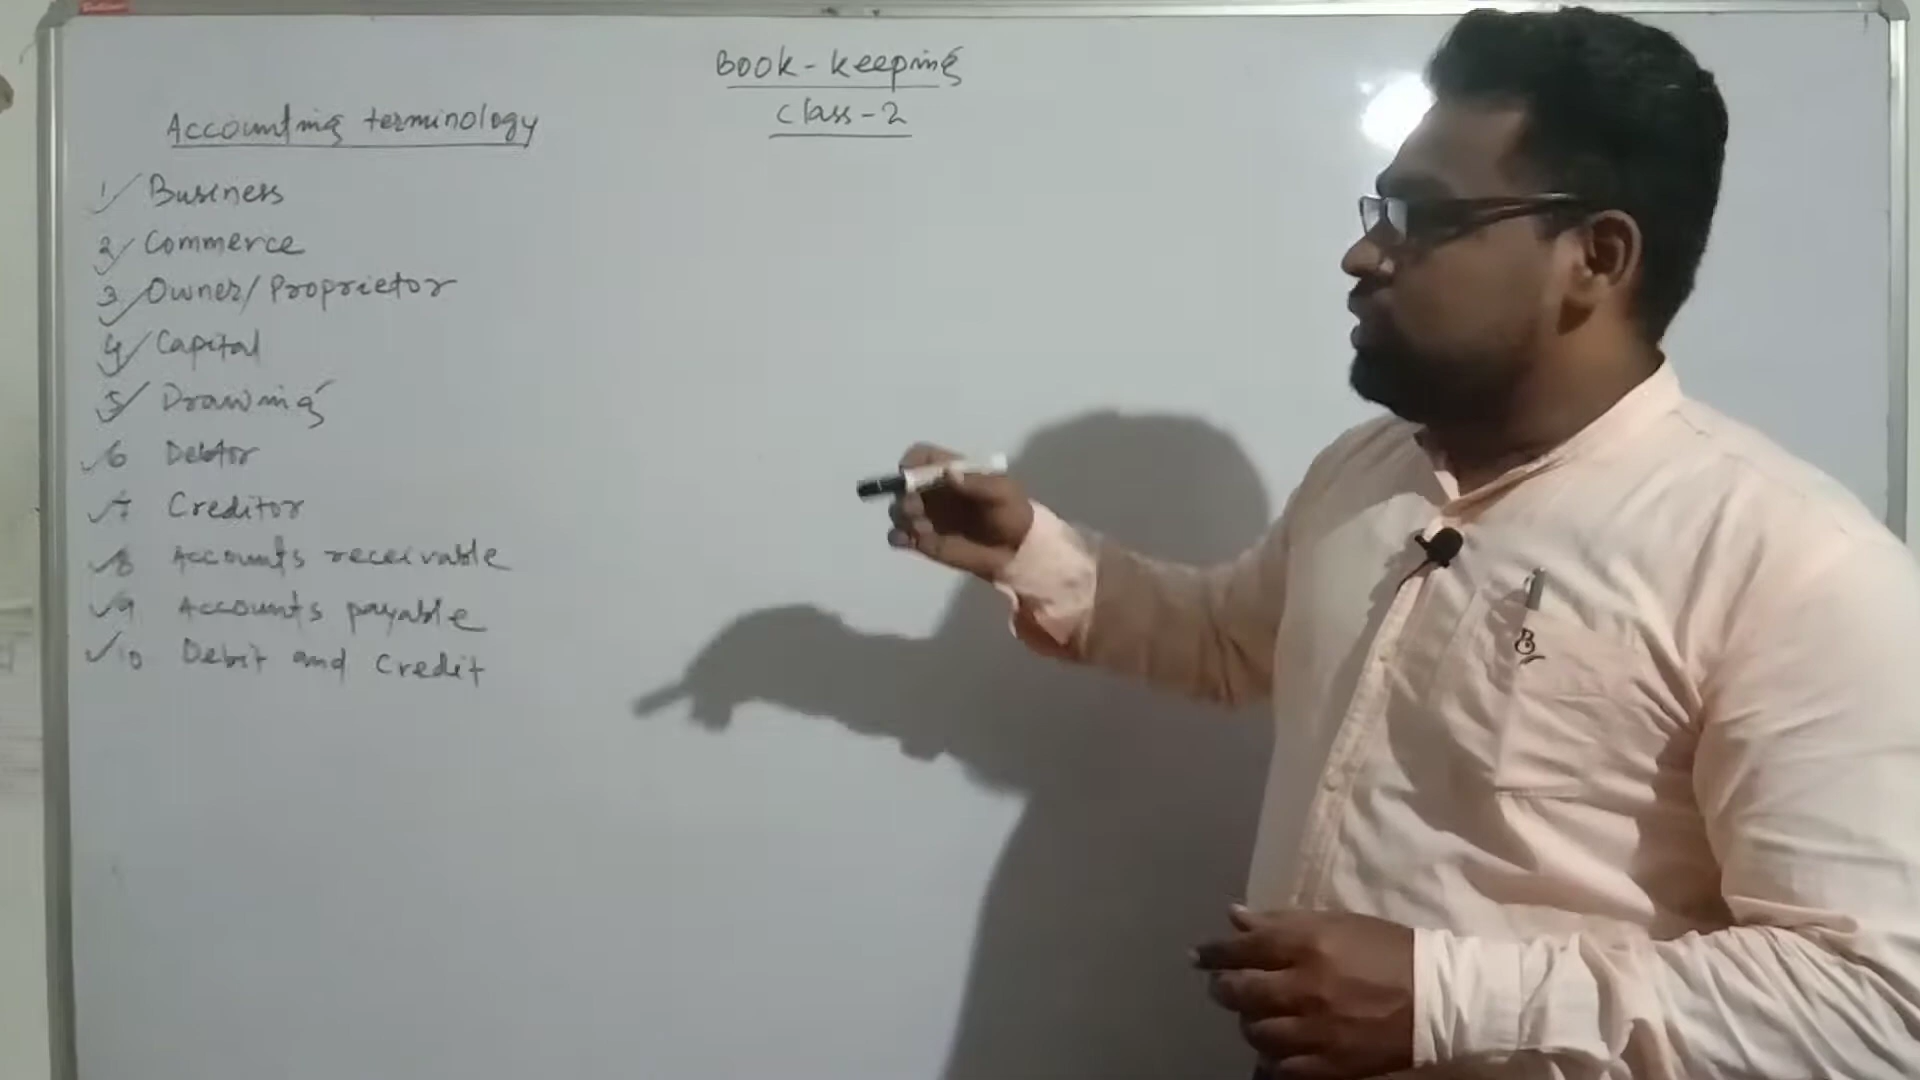 Book-keeping
Class-2
Accounting terminology
1 Business
2 Commerce
3 Owner/Proprietor
4 Capital
5 Drawing
6 Debtor
7 Creditor
8 Accounts receivable
9 Accounts payable
10 Debit and Credit
B